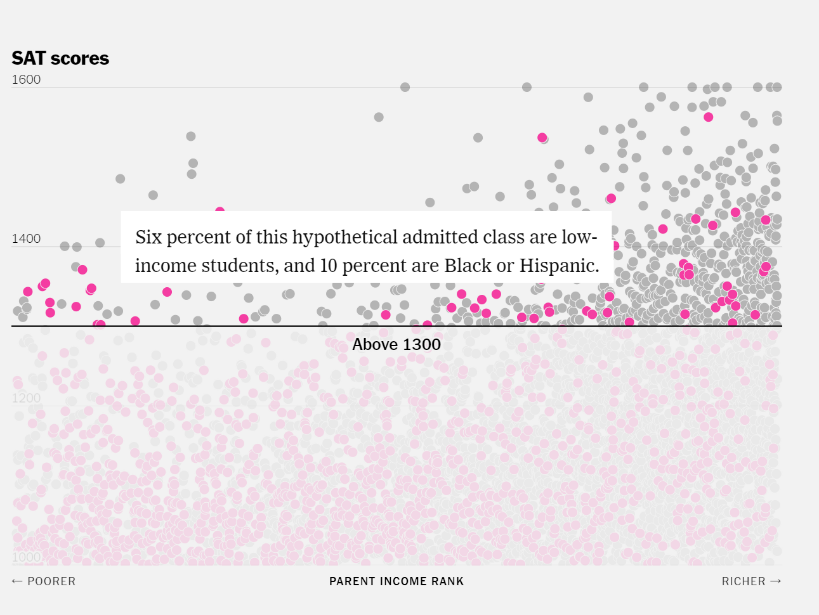 SAT scores
1600
1400
Six percent of this hypothetical admitted class are low-
income students, and 10 percent are Black or Hispanic.
Above 1300
1200
1000
← POORER
PARENT INCOME RANK
RICHER →